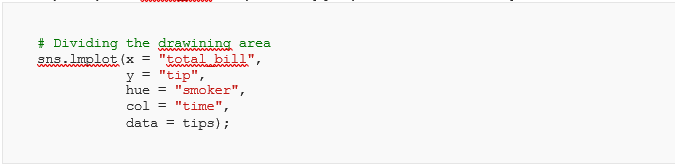 # Dividing the drawining area
sns.lmplot(x = "total_bill",
y = "tip",
hue = "smoker",
col = "time",
data = tips);